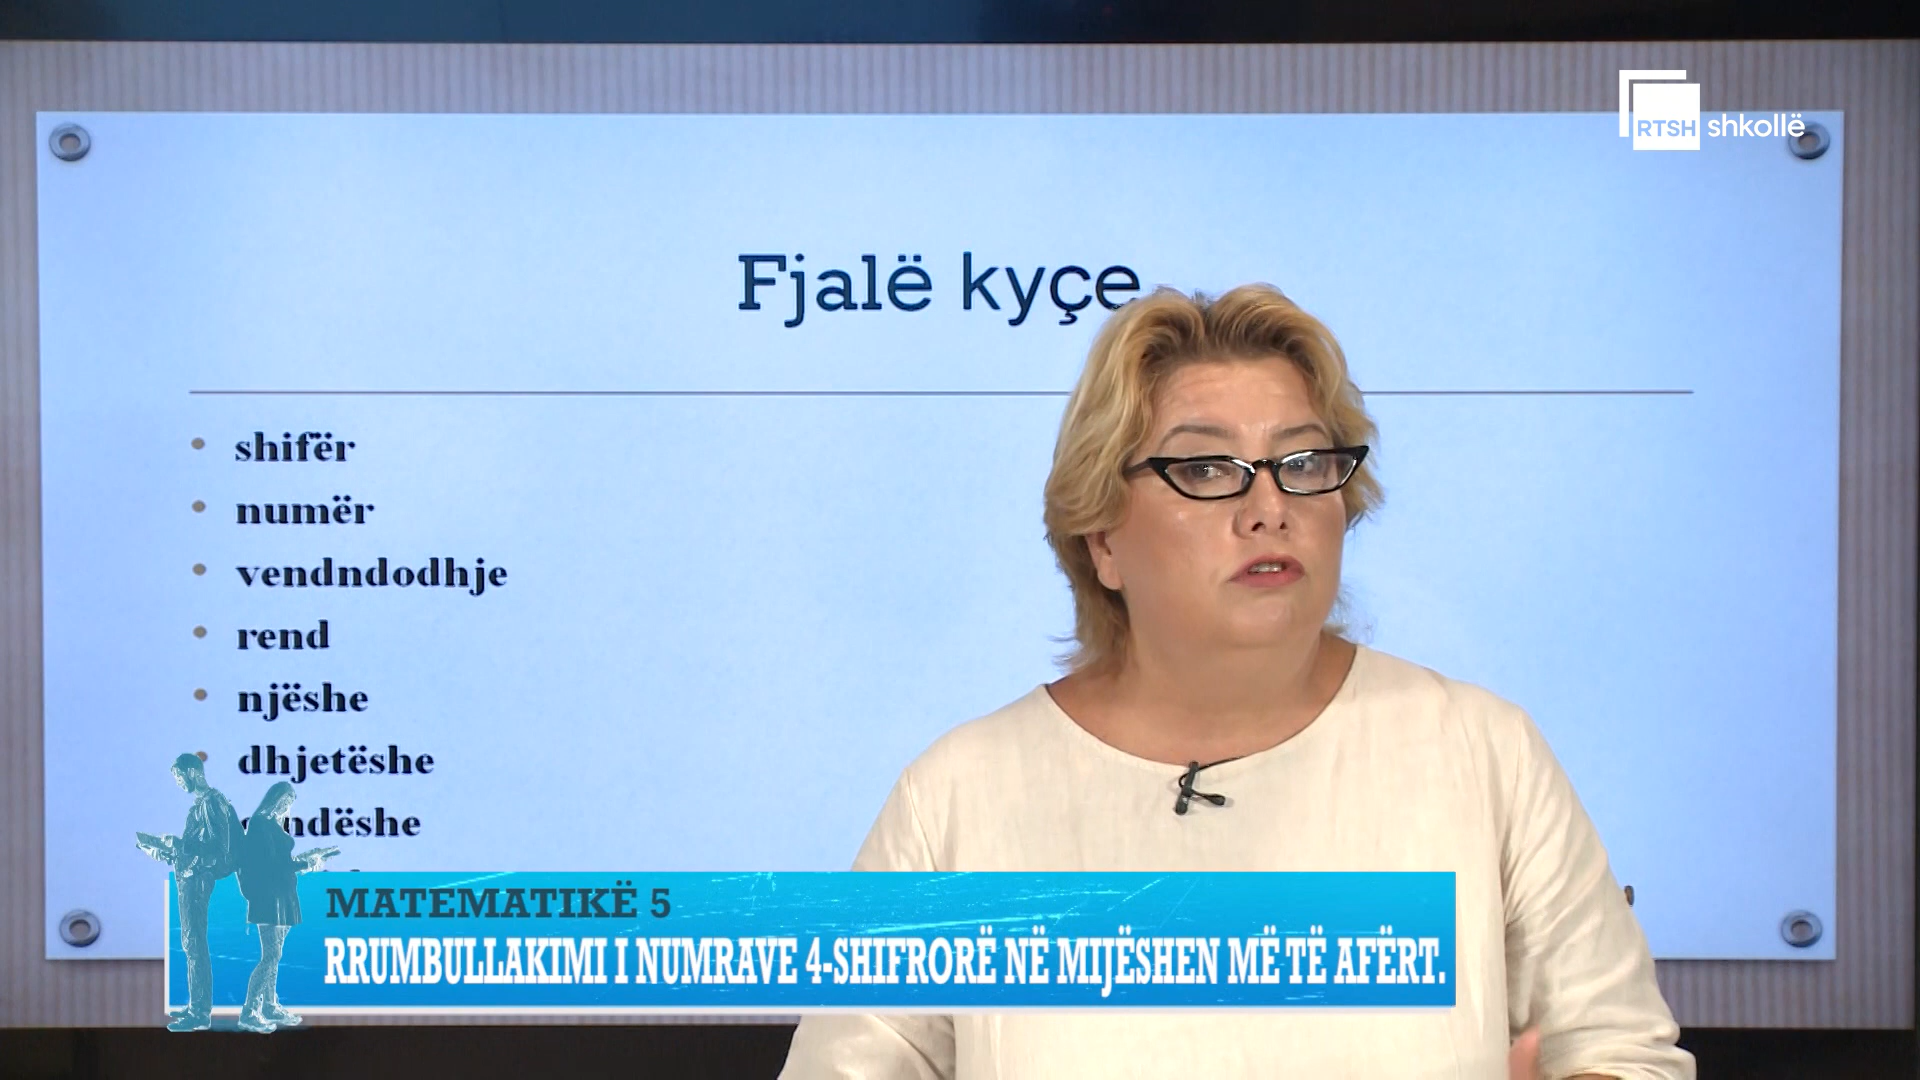 RTSH shkollë
Fjalë kyçe
shifër
numër
vendndodhje
rend
njëshe
dhjetëshe
MATEMATIKË 5
RRUMBULLAKIMI I NUMRAVE 4-SHIFRORË NË MIJËSHEN MË TË AFËRT.